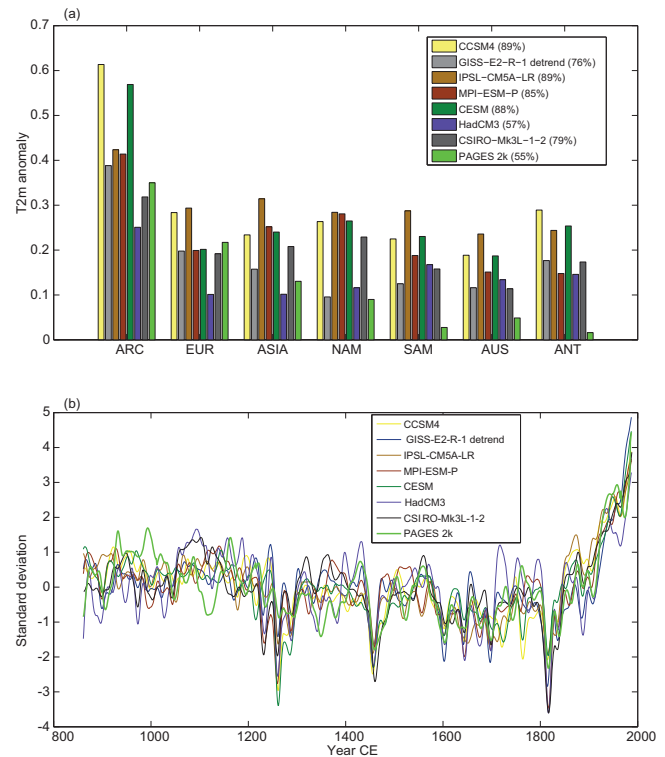 (a)
0.7
0.6
0.5
0.4
0.3
0.2
0.1
0
T2m anomaly
CCSM4 (89%)
GISS−E2−R−1 detrend (76%)
IPSL−CM5A−LR (89%)
MPI−ESM−P (85%)
CESM (88%)
HadCM3 (57%)
CSIRO−Mk3L−1−2 (79%)
PAGES 2k (55%)
ARC EUR ASIA NAM SAM AUS ANT
(b)
5
4
3
2
1
0
-1
-2
-3
-4
Standard deviation
CCSM4
GISS-E2-R-1 detrend
IPSL-CM5A-LR
MPI-ESM-P
CESM
HadCM3
CSIRO-Mk3L-1-2
PAGES 2k
800 1000 1200 1400 1600 1800 2000
Year CE